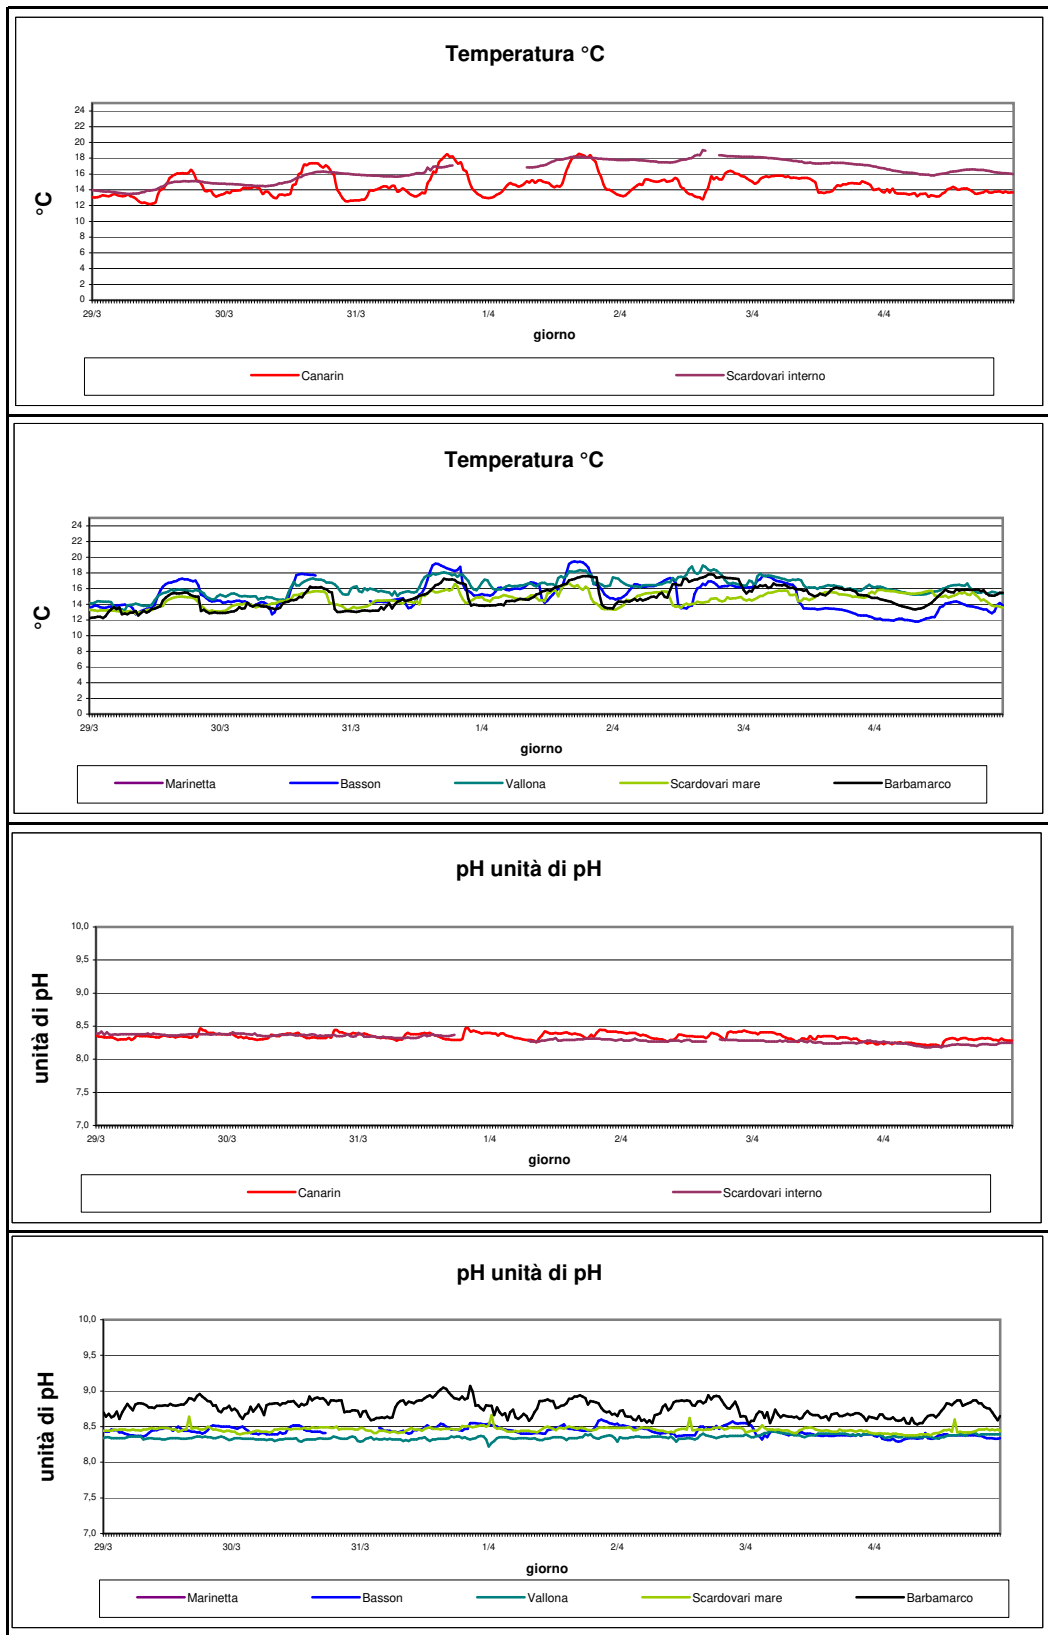 Temperatura °C
°C
24
22
20
18
16
14
12
10
8
6
4
2
0
29/3 30/3 31/3 1/4 2/4 3/4 4/4
giorno
Canarin Scardovari interno
Temperatura °C
°C
24
22
20
18
16
14
12
10
8
6
4
2
0
29/3 30/3 31/3 1/4 2/4 3/4 4/4
giorno
Marinetta Basson Vallona Scardovari mare Barbamarco
pH unità di pH
unità di pH
10,0
9,5
9,0
8,5
8,0
7,5
7,0
29/3 30/3 31/3 1/4 2/4 3/4 4/4
giorno
Canarin Scardovari interno
pH unità di pH
unità di pH
10,0
9,5
9,0
8,5
8,0
7,5
7,0
29/3 30/3 31/3 1/4 2/4 3/4 4/4
giorno
Marinetta Basson Vallona Scardovari mare Barbamarco